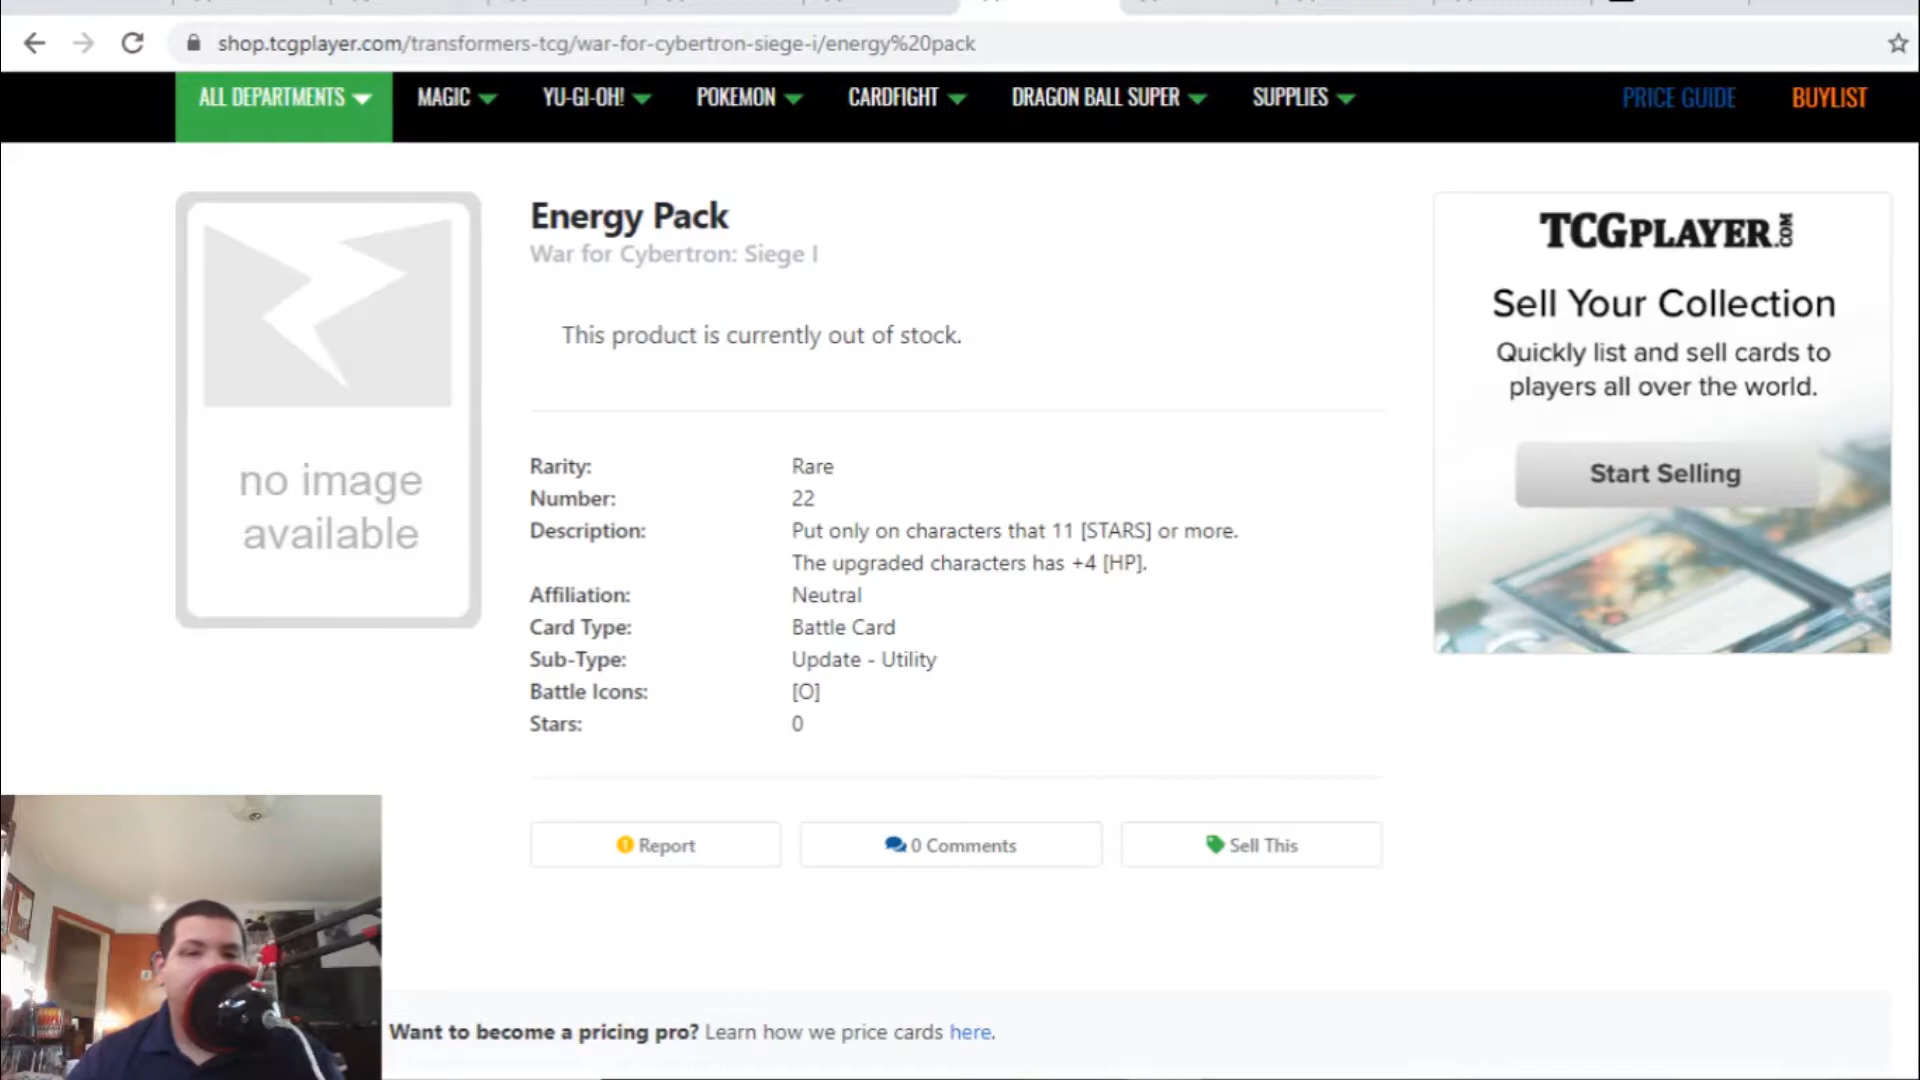 shop.tcgplayer.com/transformers-tcg/war-for-cybertron-siege-i/energy%20pack
ALL DEPARTMENTS MAGIC YU-GI-OH! POKEMON CARDFIGHT DRAGON BALL SUPER SUPPLIES PRICE GUIDE BUYLIST
Energy Pack
War for Cybertron: Siege I
This product is currently out of stock.
no image
available
Rarity: Rare
Number: 22
Description: Put only on characters that 11 [STARS] or more.
The upgraded characters has +4 [HP].
Affiliation: Neutral
Card Type: Battle Card
Sub-Type: Update - Utility
Battle Icons: [O]
Stars: 0
Report 0 Comments Sell This
TCGPLAYER.COM
Sell Your Collection
Quickly list and sell cards to
players all over the world.
Start Selling
Want to become a pricing pro? Learn how we price cards here.